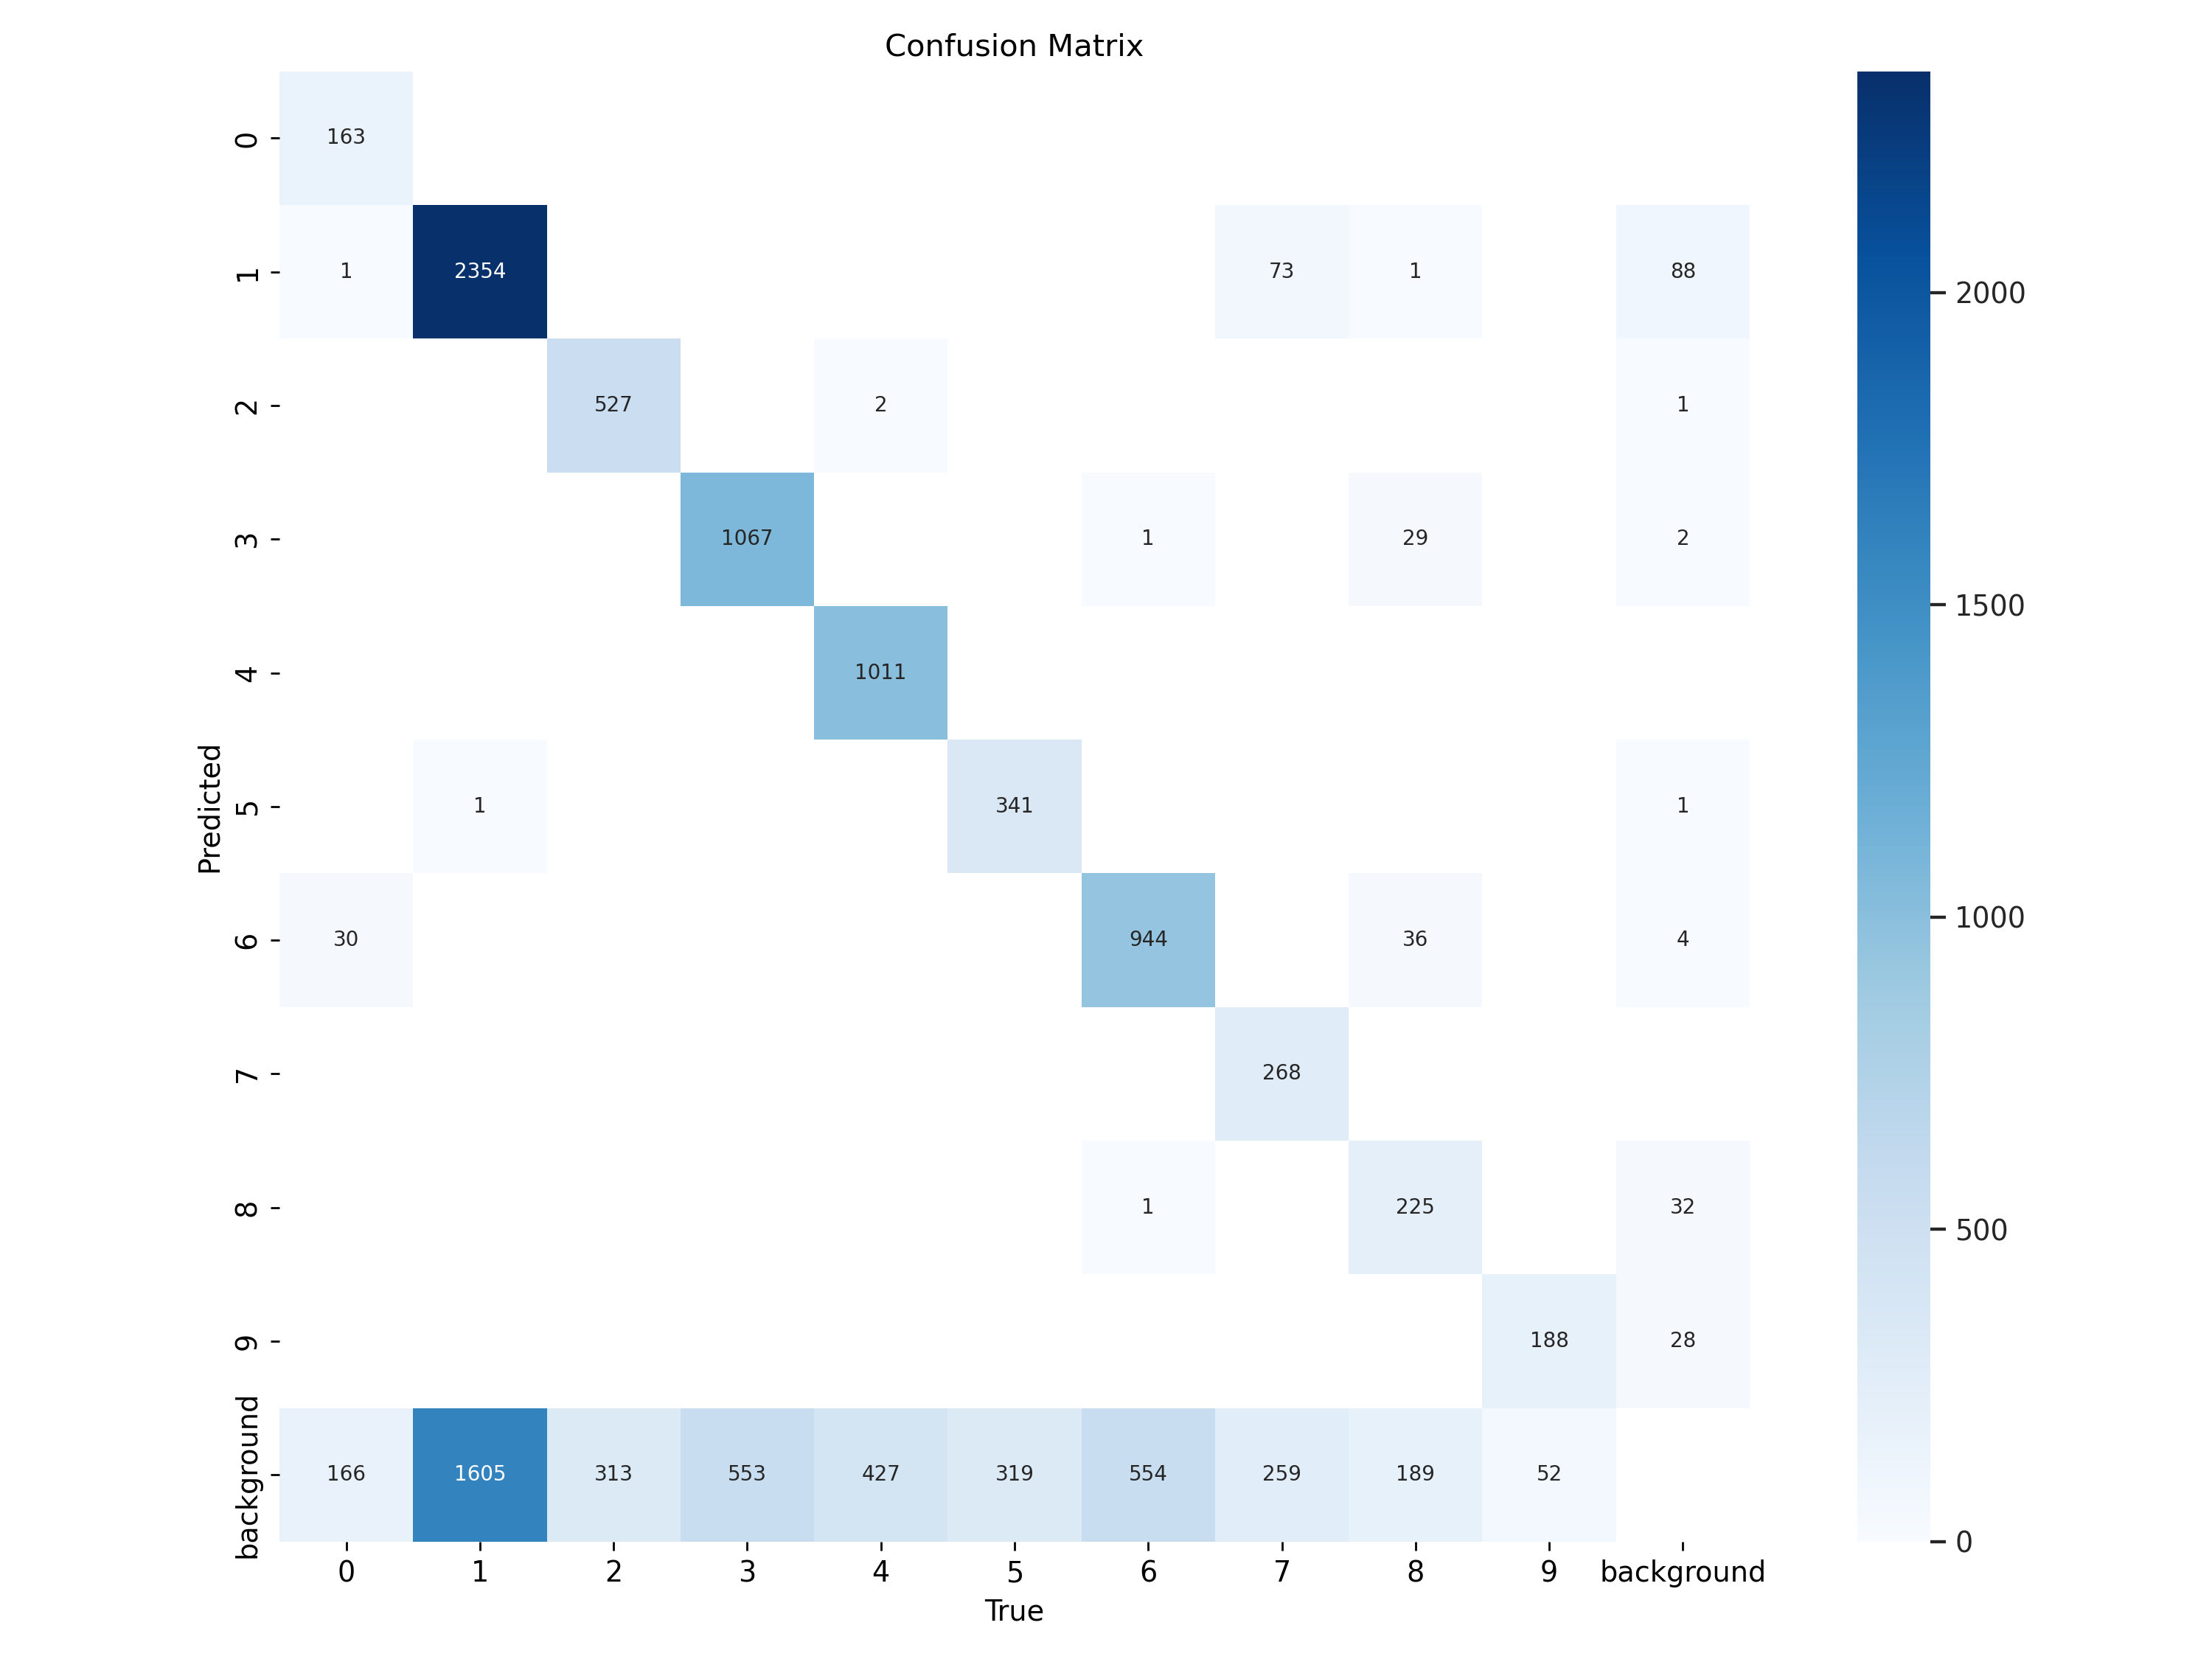 Confusion Matrix
0 163
1 1 2354 73 1 88
2000
2 527 2 1
3 1067 1 29 2
1500
4 1011
Predicted
5 1 341 1
6 30 944 36 4
1000
7 268
8 1 225 32
500
9 188 28
background 166 1605 313 553 427 319 554 259 189 52
0
0 1 2 3 4 5 6 7 8 9 background
True